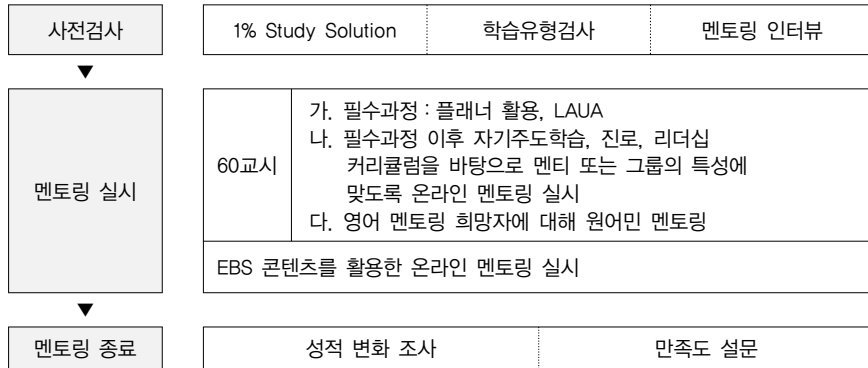 사전검사
1% Study Solution
학습유형검사
멘토링 인터뷰
▼
멘토링 실시
60교시
가. 필수과정 : 플래너 활용, LAUA
나. 필수과정 이후 자기주도학습, 진로, 리더십
커리큘럼을 바탕으로 멘티 또는 그룹의 특성에
맞도록 온라인 멘토링 실시
다. 영어 멘토링 희망자에 대해 원어민 멘토링
EBS 콘텐츠를 활용한 온라인 멘토링 실시
▼
멘토링 종료
성적 변화 조사
만족도 설문